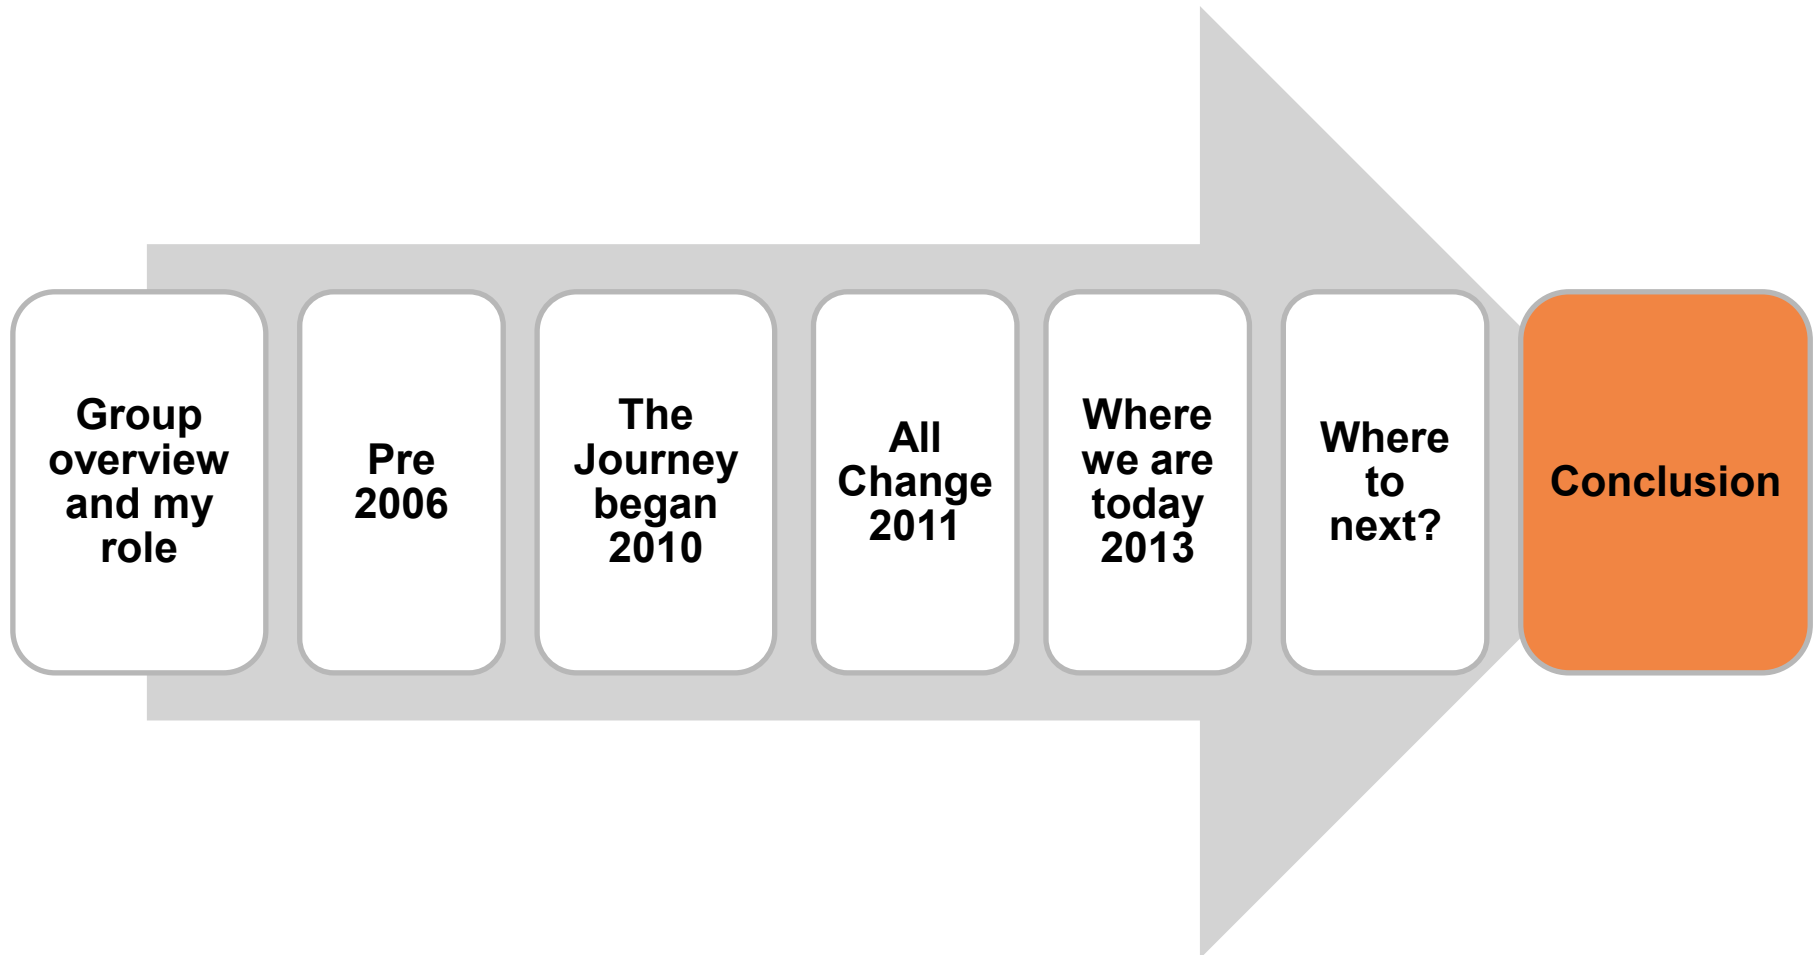 Group
overview
and my
role
Pre
2006
The
Journey
began
2010
All
Change
2011
Where
we are
today
2013
Where
to
next?
Conclusion